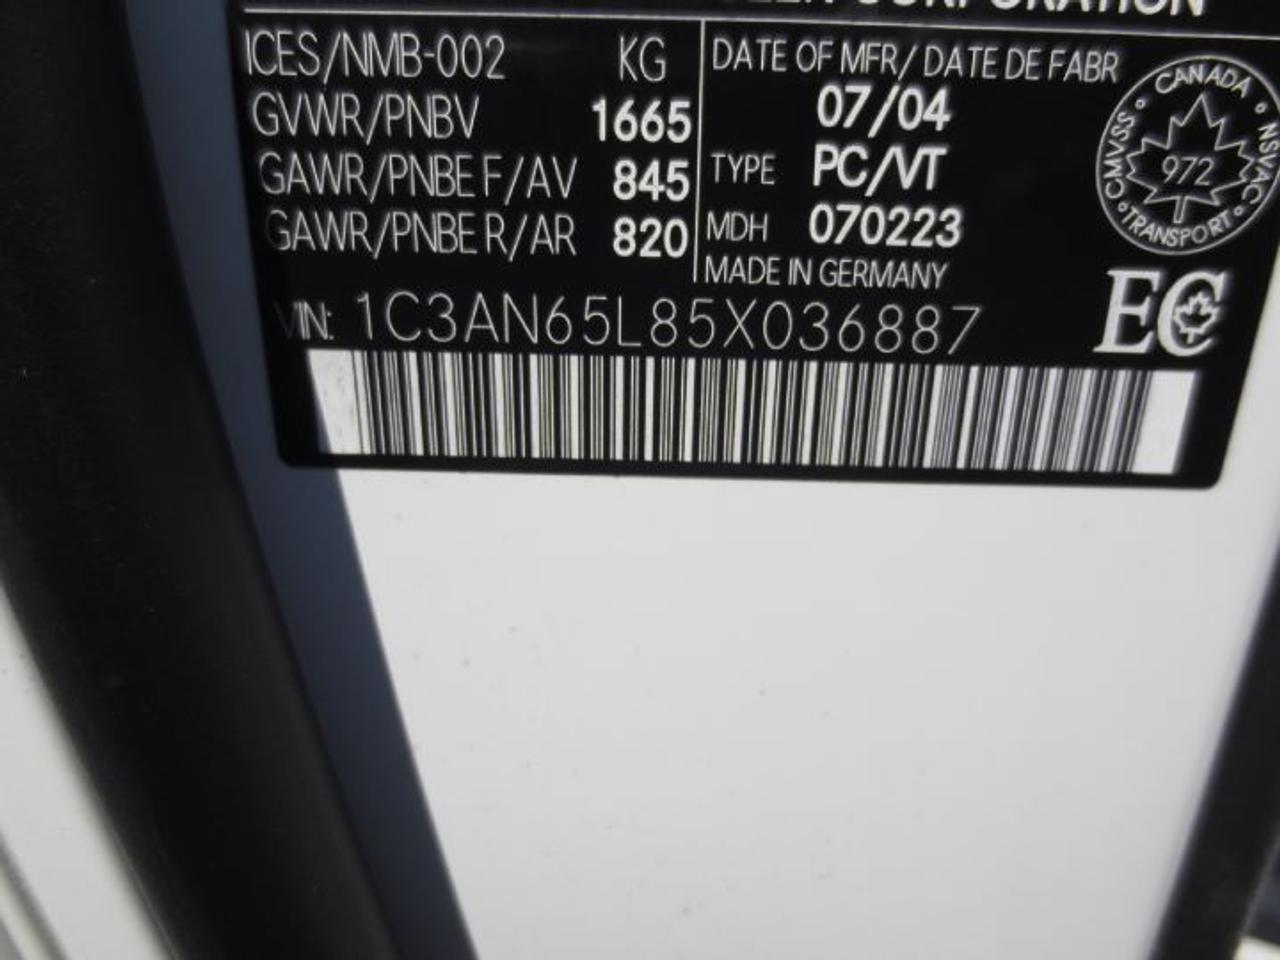 CORPORATION
ICES/NMB-002 KG
GVWR/PNBV 1665
GAWR/PNBE F/AV 845
GAWR/PNBE R/AR 820
DATE OF MFR/DATE DE FABR
07/04
TYPE PC/VT
MDH 070223
MADE IN GERMANY
CANADA
CMVSS NSVAC
972
TRANSPORT
VIN: 1C3AN65L85X036887
EC